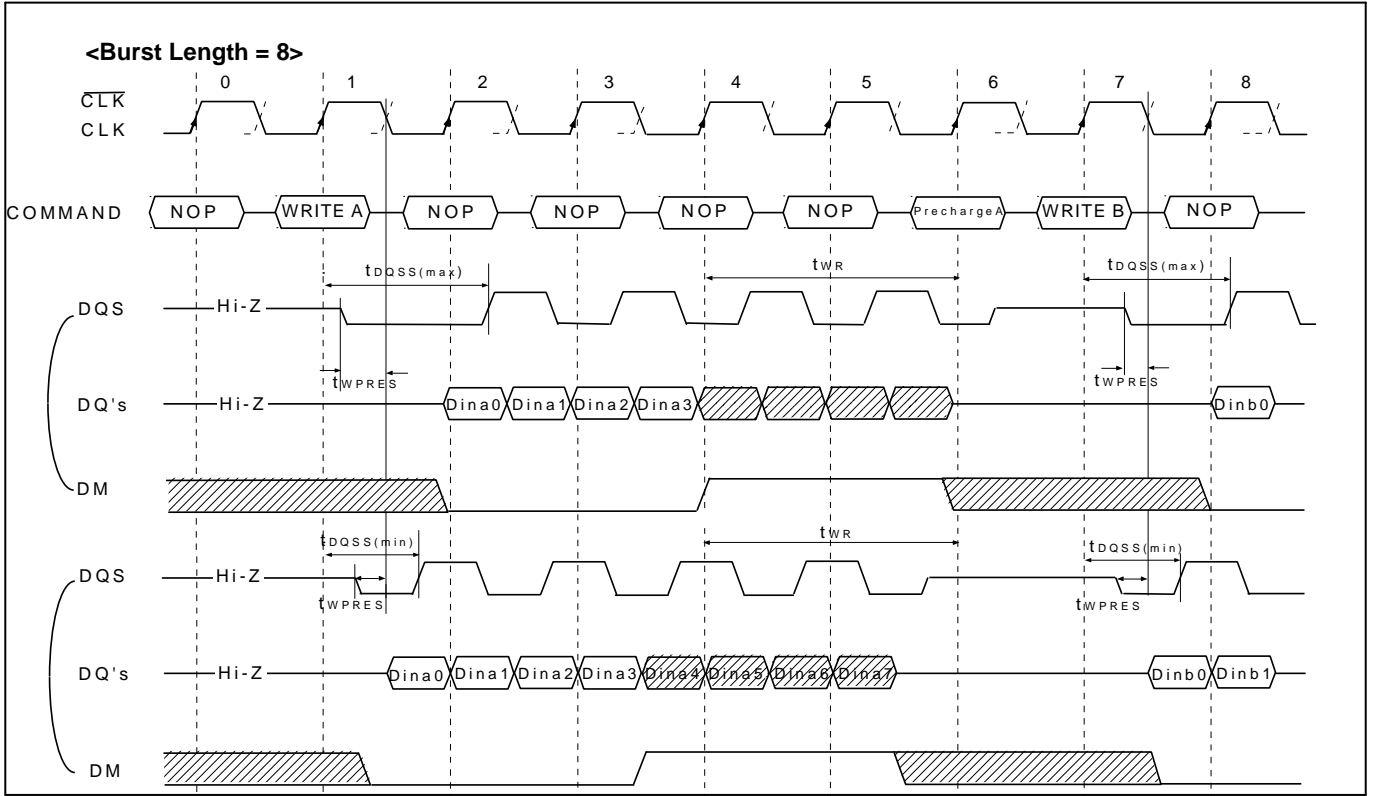 <Burst Length = 8>
0 1 2 3 4 5 6 7 8
CLK
CLK
COMMAND NOP WRITE A NOP NOP NOP NOP PrechargeA WRITE B NOP
tDQSS(max) tWR tDQSS(max)
DQS Hi-Z
tWPRES tWPRES
DQ's Hi-Z Dina0 Dina1 Dina2 Dina3 Dinb0
DM
tDQSS(min) tWR tDQSS(min)
DQS Hi-Z
tWPRES tWPRES
DQ's Hi-Z Dina0 Dina1 Dina2 Dina3 Dina4 Dina5 Dina6 Dina7 Dinb0 Dinb1
DM